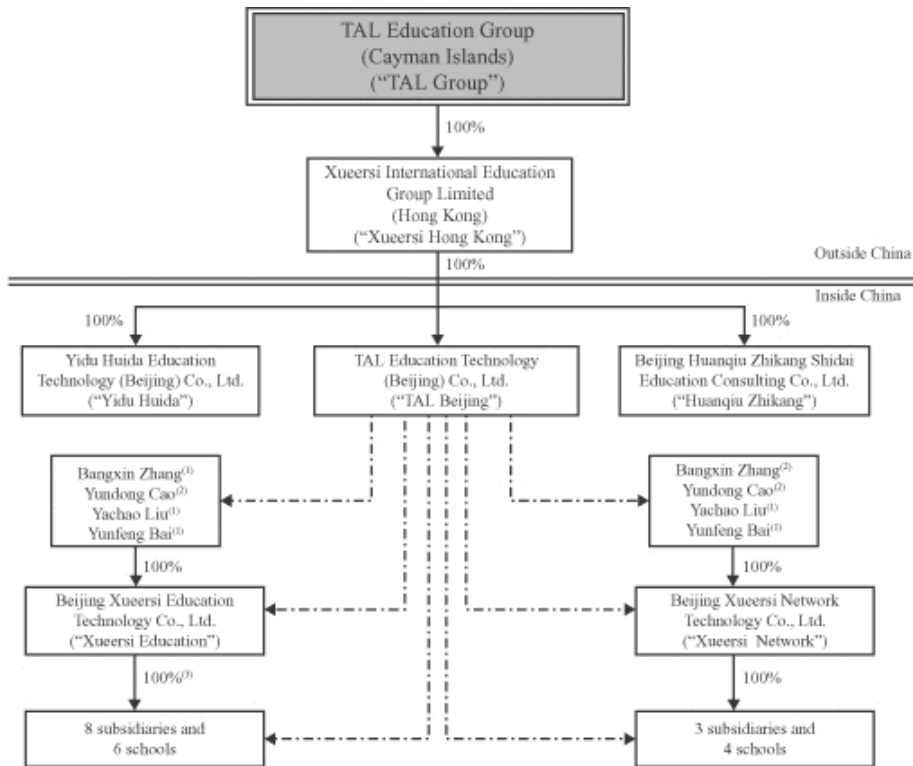 TAL Education Group
(Cayman Islands)
(“TAL Group”)
100%
Xueersi International Education
Group Limited
(Hong Kong)
(“Xueersi Hong Kong”)
100%
Outside China
Inside China
100%
100%
Yidu Huida Education
Technology (Beijing) Co., Ltd.
(“Yidu Huida”)
TAL Education Technology
(Beijing) Co., Ltd.
(“TAL Beijing”)
Beijing Huanqiu Zhikang Shidai
Education Consulting Co., Ltd.
(“Huanqiu Zhikang”)
Bangxin Zhang(1)
Yundong Cao(2)
Yachao Liu(1)
Yunfeng Bai(1)
Bangxin Zhang(2)
Yundong Cao(2)
Yachao Liu(1)
Yunfeng Bai(1)
100%
100%
Beijing Xueersi Education
Technology Co., Ltd.
(“Xueersi Education”)
Beijing Xueersi Network
Technology Co., Ltd.
(“Xueersi Network”)
100%(3)
100%
8 subsidiaries and
6 schools
3 subsidiaries and
4 schools